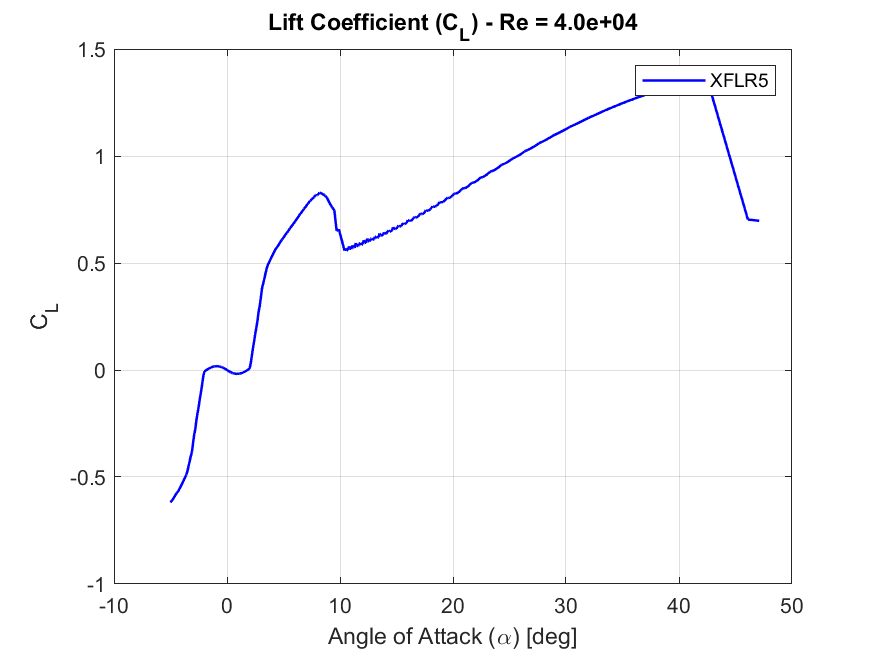 Lift Coefficient (C_L) - Re = 4.0e+04
XFLR5
1.5
1
0.5
0
-0.5
-1
C_L
-10 0 10 20 30 40 50
Angle of Attack (α) [deg]